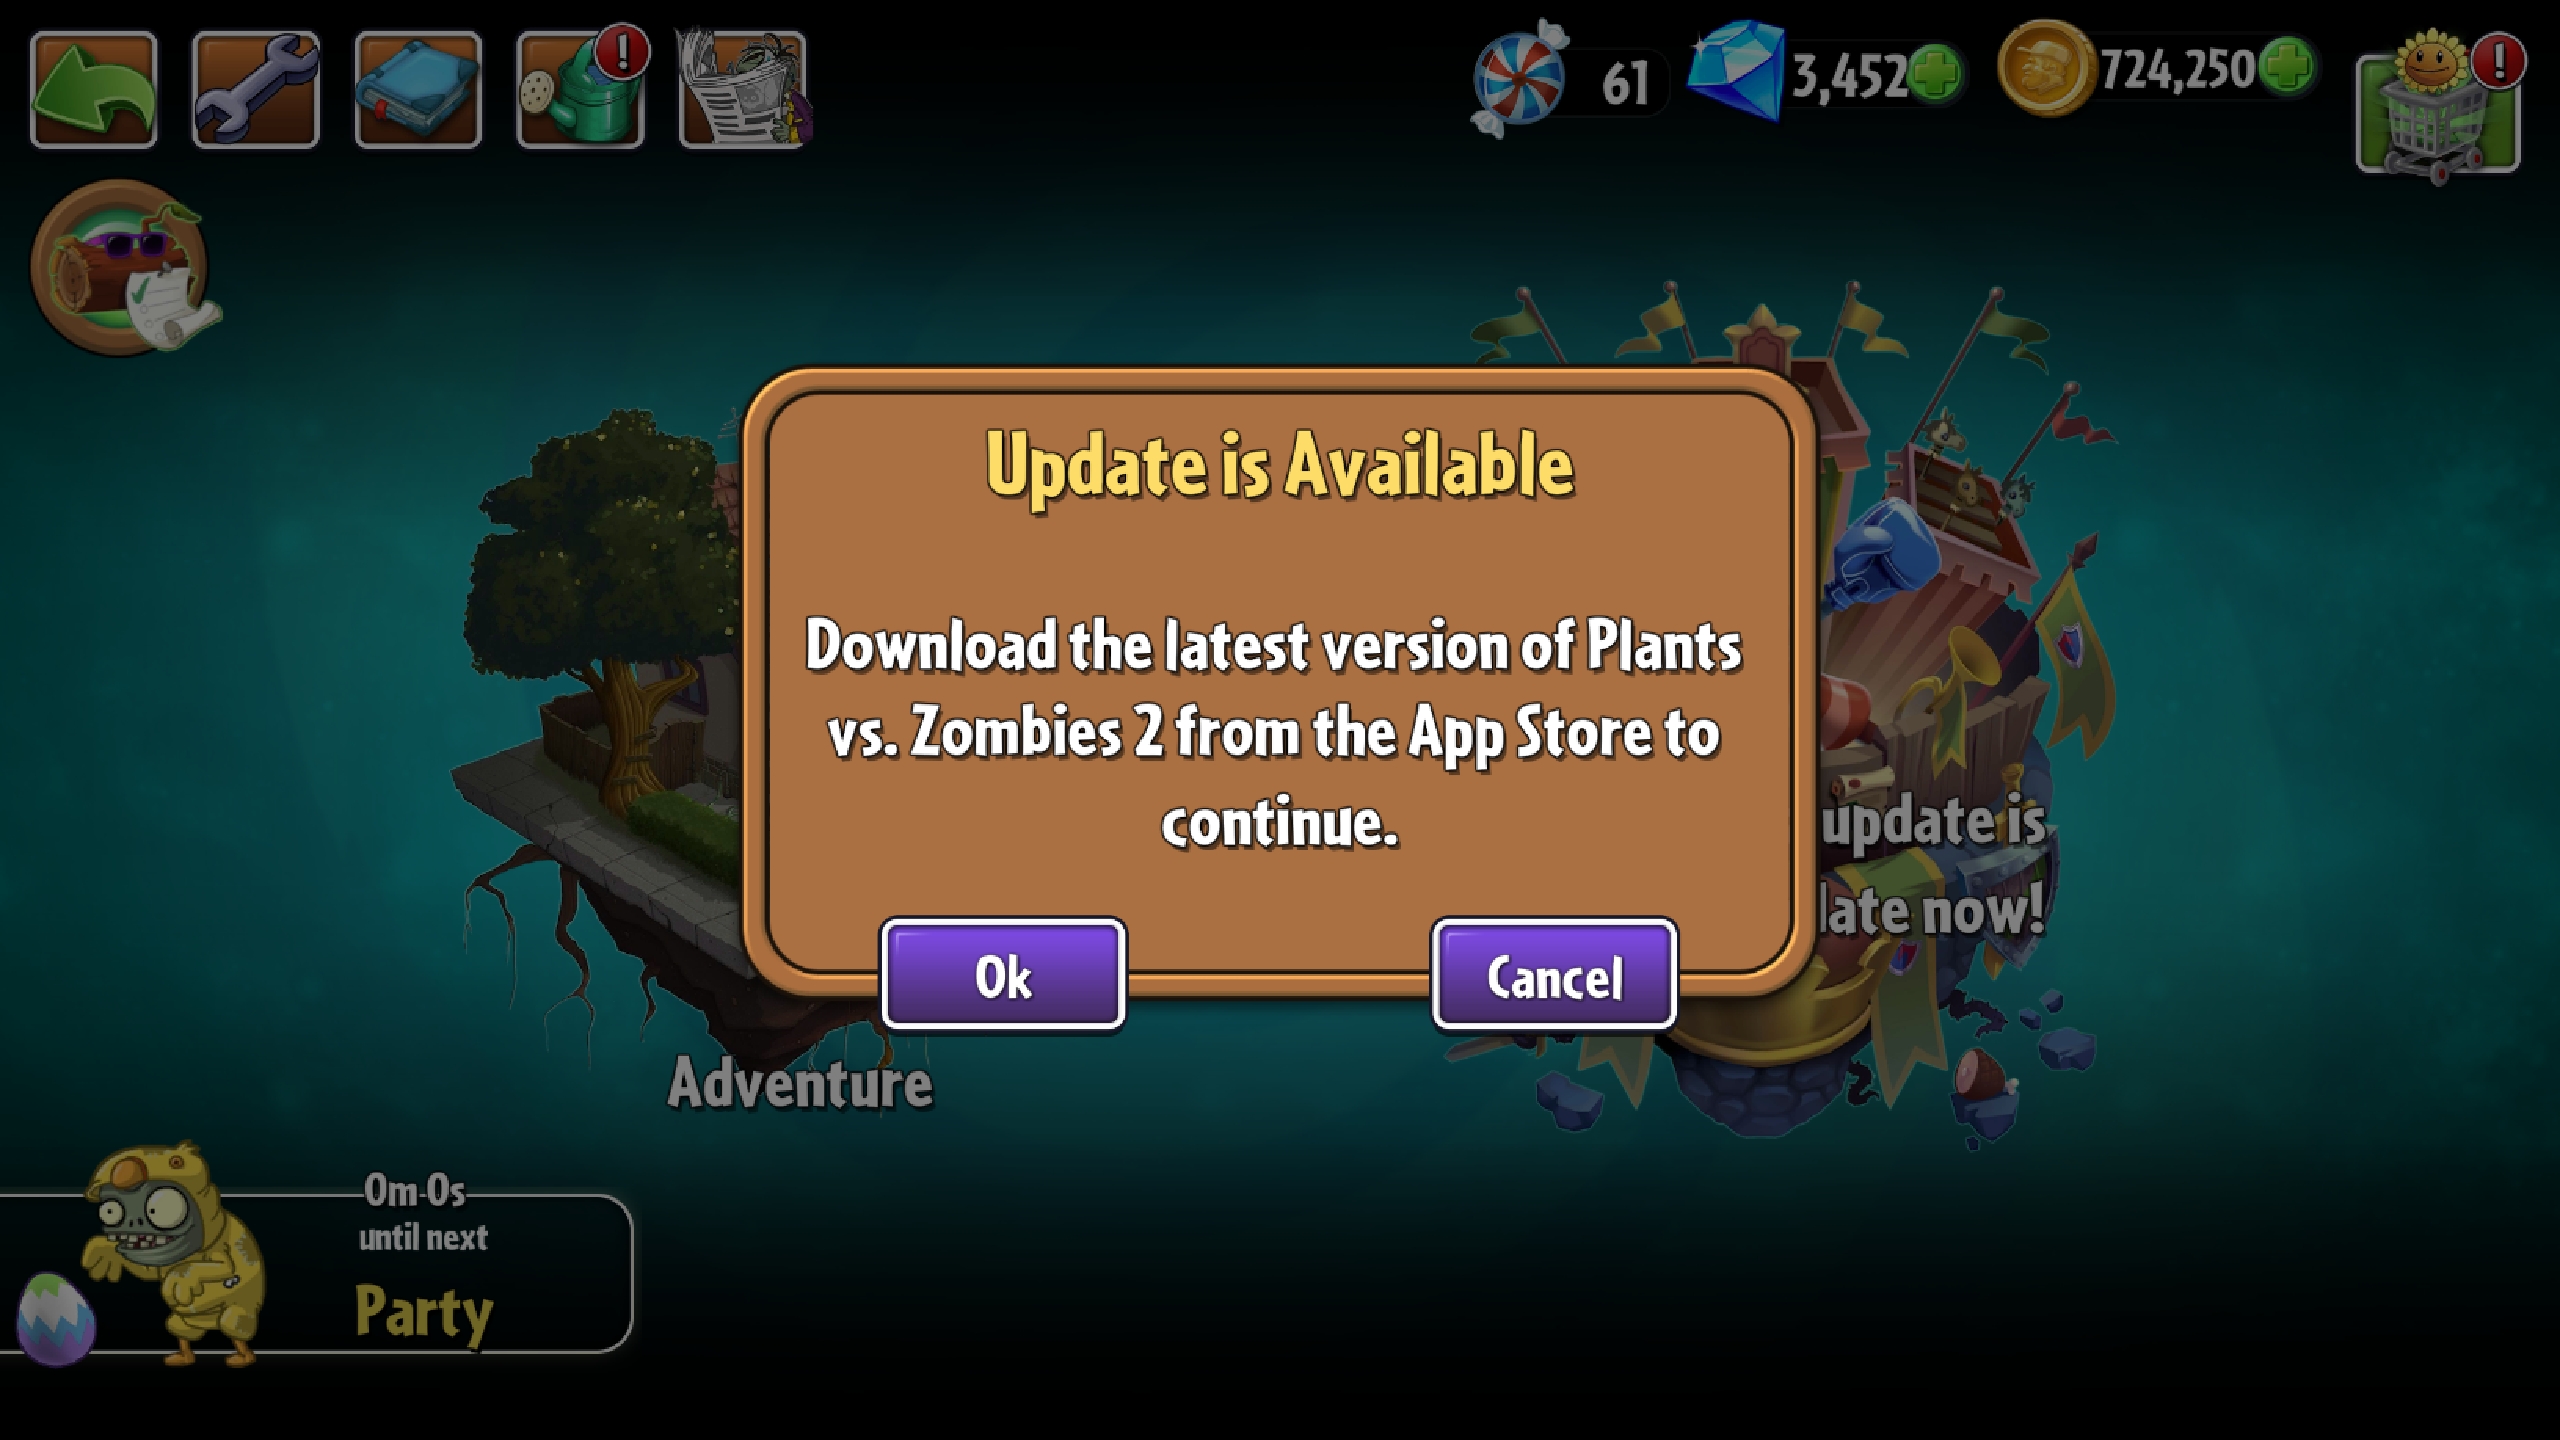 61
3,452
724,250
Update is Available
Download the latest version of Plants
vs. Zombies 2 from the App Store to
continue.
Ok
Cancel
update is
now!
Adventure
0m 0s
until next
Party